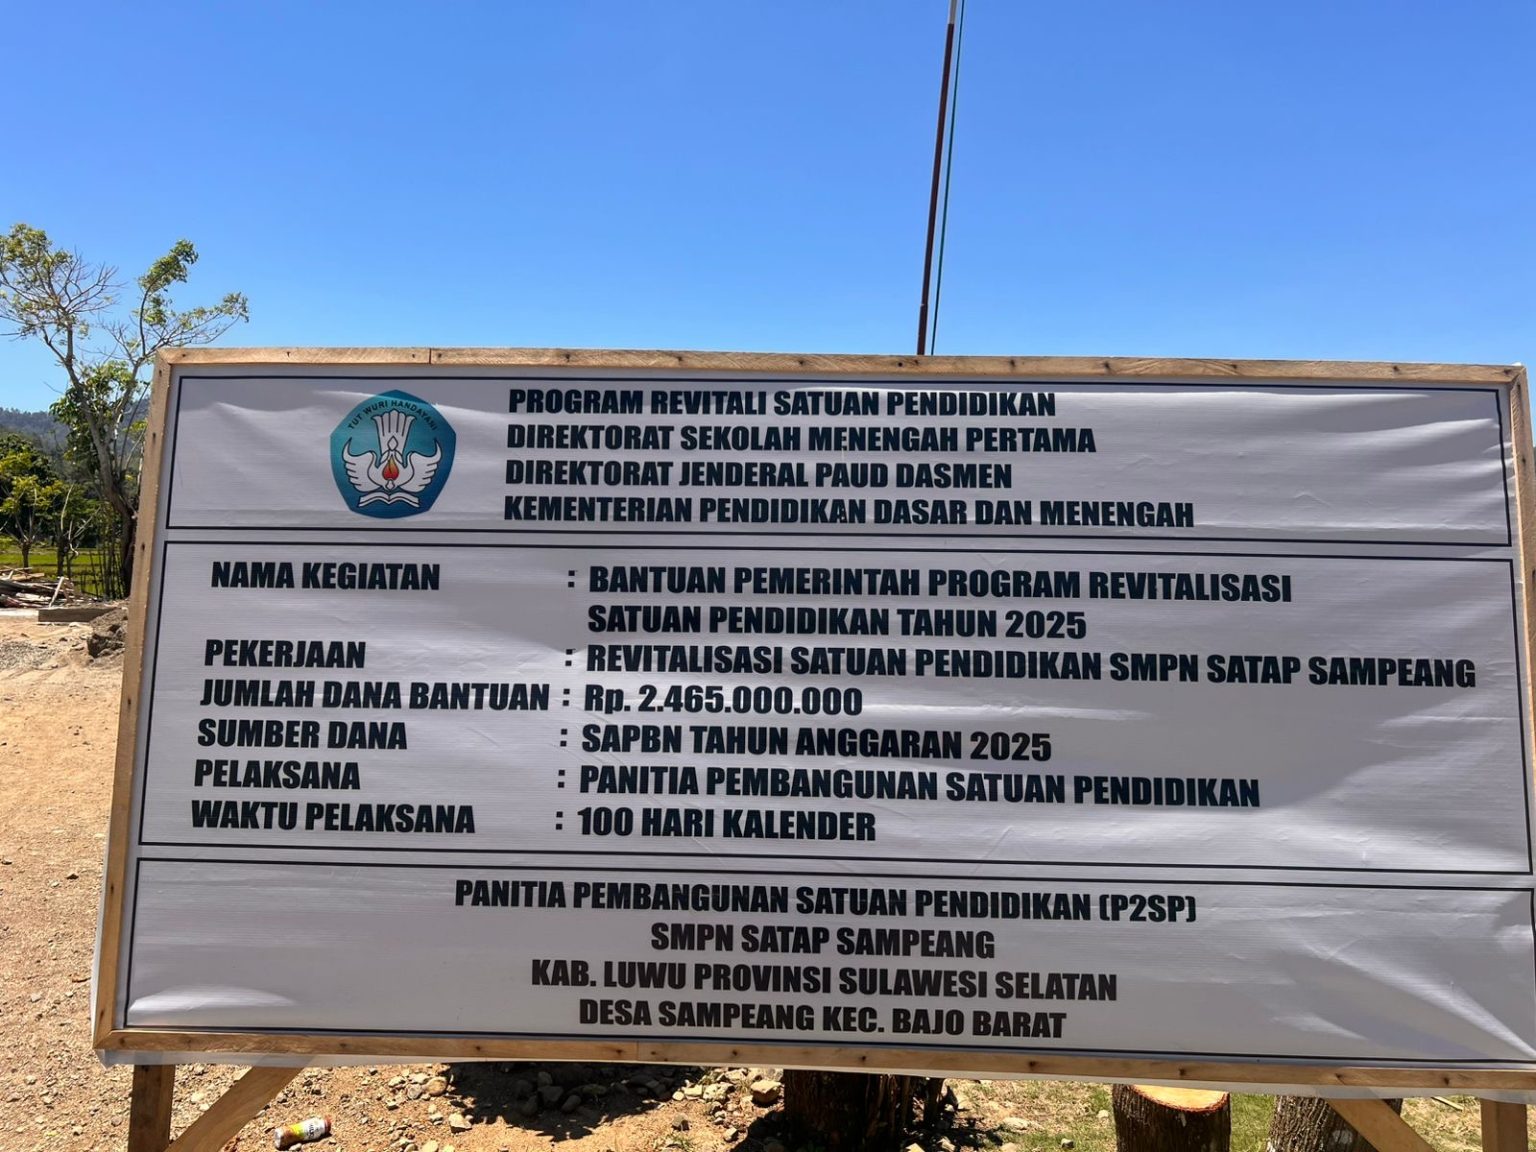 TUT WURI HANDAYANI
PROGRAM REVITALI SATUAN PENDIDIKAN
DIREKTORAT SEKOLAH MENENGAH PERTAMA
DIREKTORAT JENDERAL PAUD DASMEN
KEMENTERIAN PENDIDIKAN DASAR DAN MENENGAH
NAMA KEGIATAN : BANTUAN PEMERINTAH PROGRAM REVITALISASI
SATUAN PENDIDIKAN TAHUN 2025
PEKERJAAN : REVITALISASI SATUAN PENDIDIKAN SMPN SATAP SAMPEANG
JUMLAH DANA BANTUAN : Rp. 2.465.000.000
SUMBER DANA : SAPBN TAHUN ANGGARAN 2025
PELAKSANA : PANITIA PEMBANGUNAN SATUAN PENDIDIKAN
WAKTU PELAKSANA : 100 HARI KALENDER
PANITIA PEMBANGUNAN SATUAN PENDIDIKAN (P2SP)
SMPN SATAP SAMPEANG
KAB. LUWU PROVINSI SULAWESI SELATAN
DESA SAMPEANG KEC. BAJO BARAT